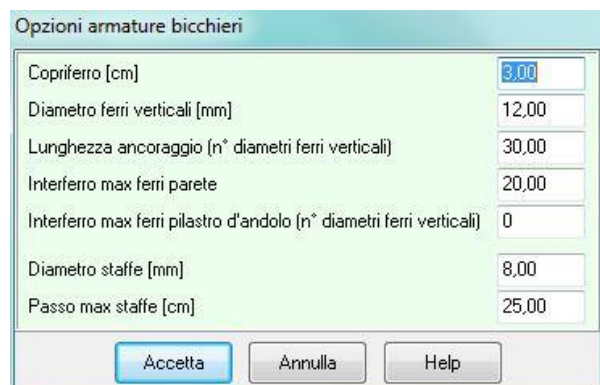 Opzioni armature bicchieri
Copriferro [cm] 3,00
Diametro ferri verticali [mm] 12,00
Lunghezza ancoraggio (n° diametri ferri verticali) 30,00
Interferro max ferri parete 20,00
Interferro max ferri pilastro d'andolo (n° diametri ferri verticali) 0
Diametro staffe [mm] 8,00
Passo max staffe [cm] 25,00
Accetta Annulla Help